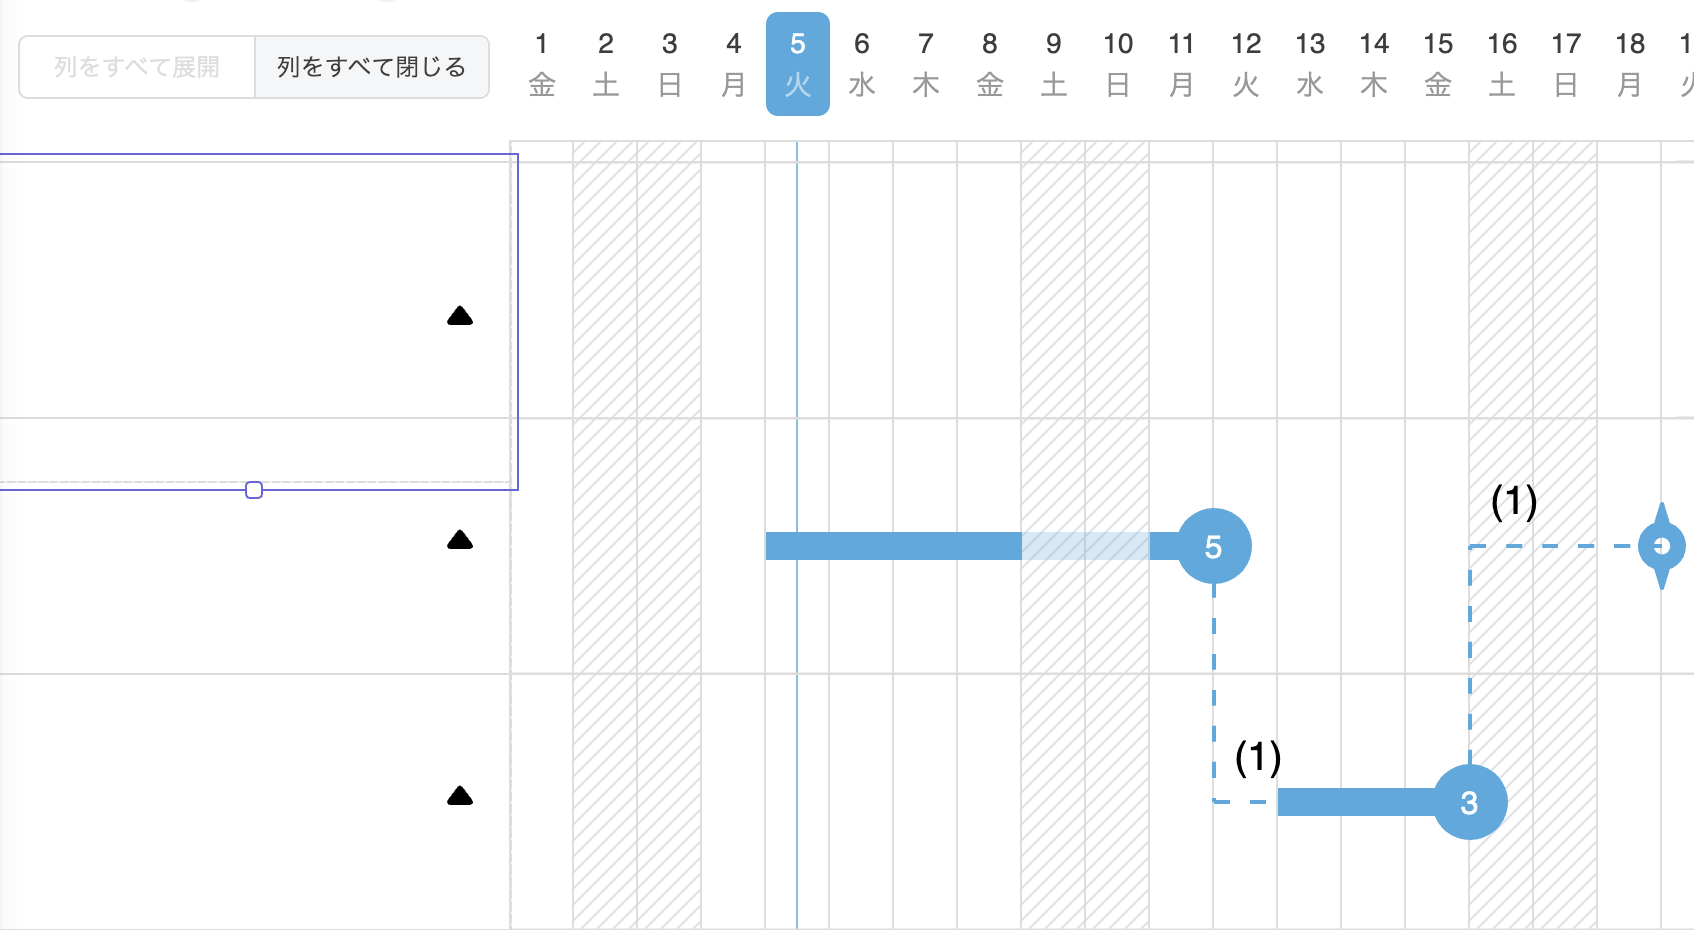 列をすべて展開 列をすべて閉じる
1 2 3 4 5 6 7 8 9 10 11 12 13 14 15 16 17 18
金 土 日 月 火 水 木 金 土 日 月 火 水 木 金 土 日 月
(1)
5
(1)
3